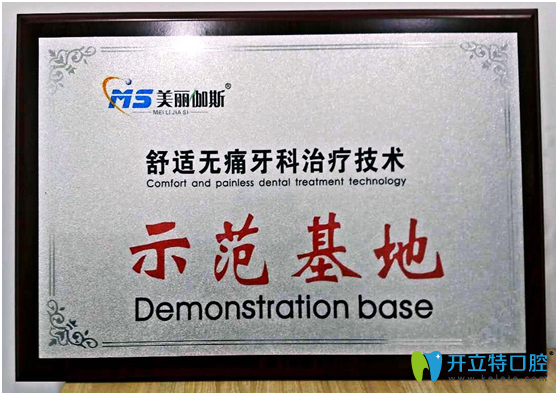 MS 美丽伽斯®
MEI LI JIA SI
舒适无痛牙科治疗技术
Comfort and painless dental treatment technology
示范基地
Demonstration base
开立特口腔